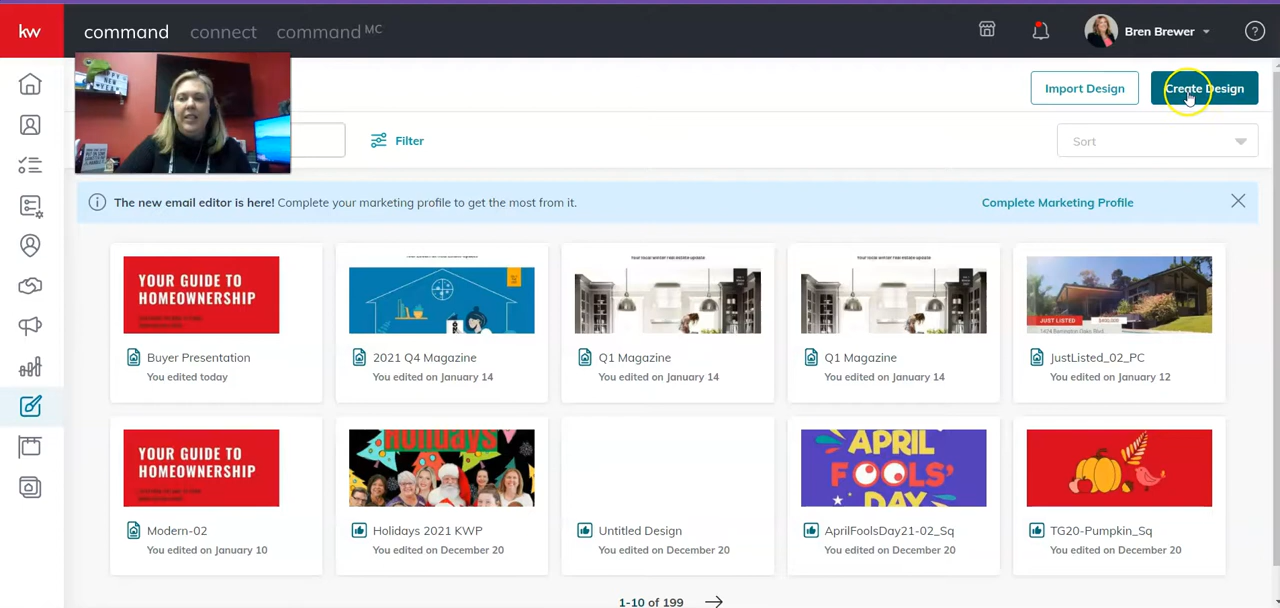 kw command connect command MC Bren Brewer ?
Import Design Create Design
Filter Sort
The new email editor is here! Complete your marketing profile to get the most from it. Complete Marketing Profile
YOUR GUIDE TO
HOMEOWNERSHIP
JUST LISTED
Buyer Presentation
You edited today
2021 Q4 Magazine
You edited on January 14
Q1 Magazine
You edited on January 14
Q1 Magazine
You edited on January 14
JustListed_02_PC
You edited on January 12
YOUR GUIDE TO
HOMEOWNERSHIP
Modern-02
You edited on January 10
Holidays
Holidays 2021 KWP
You edited on December 20
Untitled Design
You edited on December 20
APRIL
FOOLS'
DAY
AprilFoolsDay21-02_Sq
You edited on December 20
TG20-Pumpkin_Sq
You edited on December 20
1-10 of 199